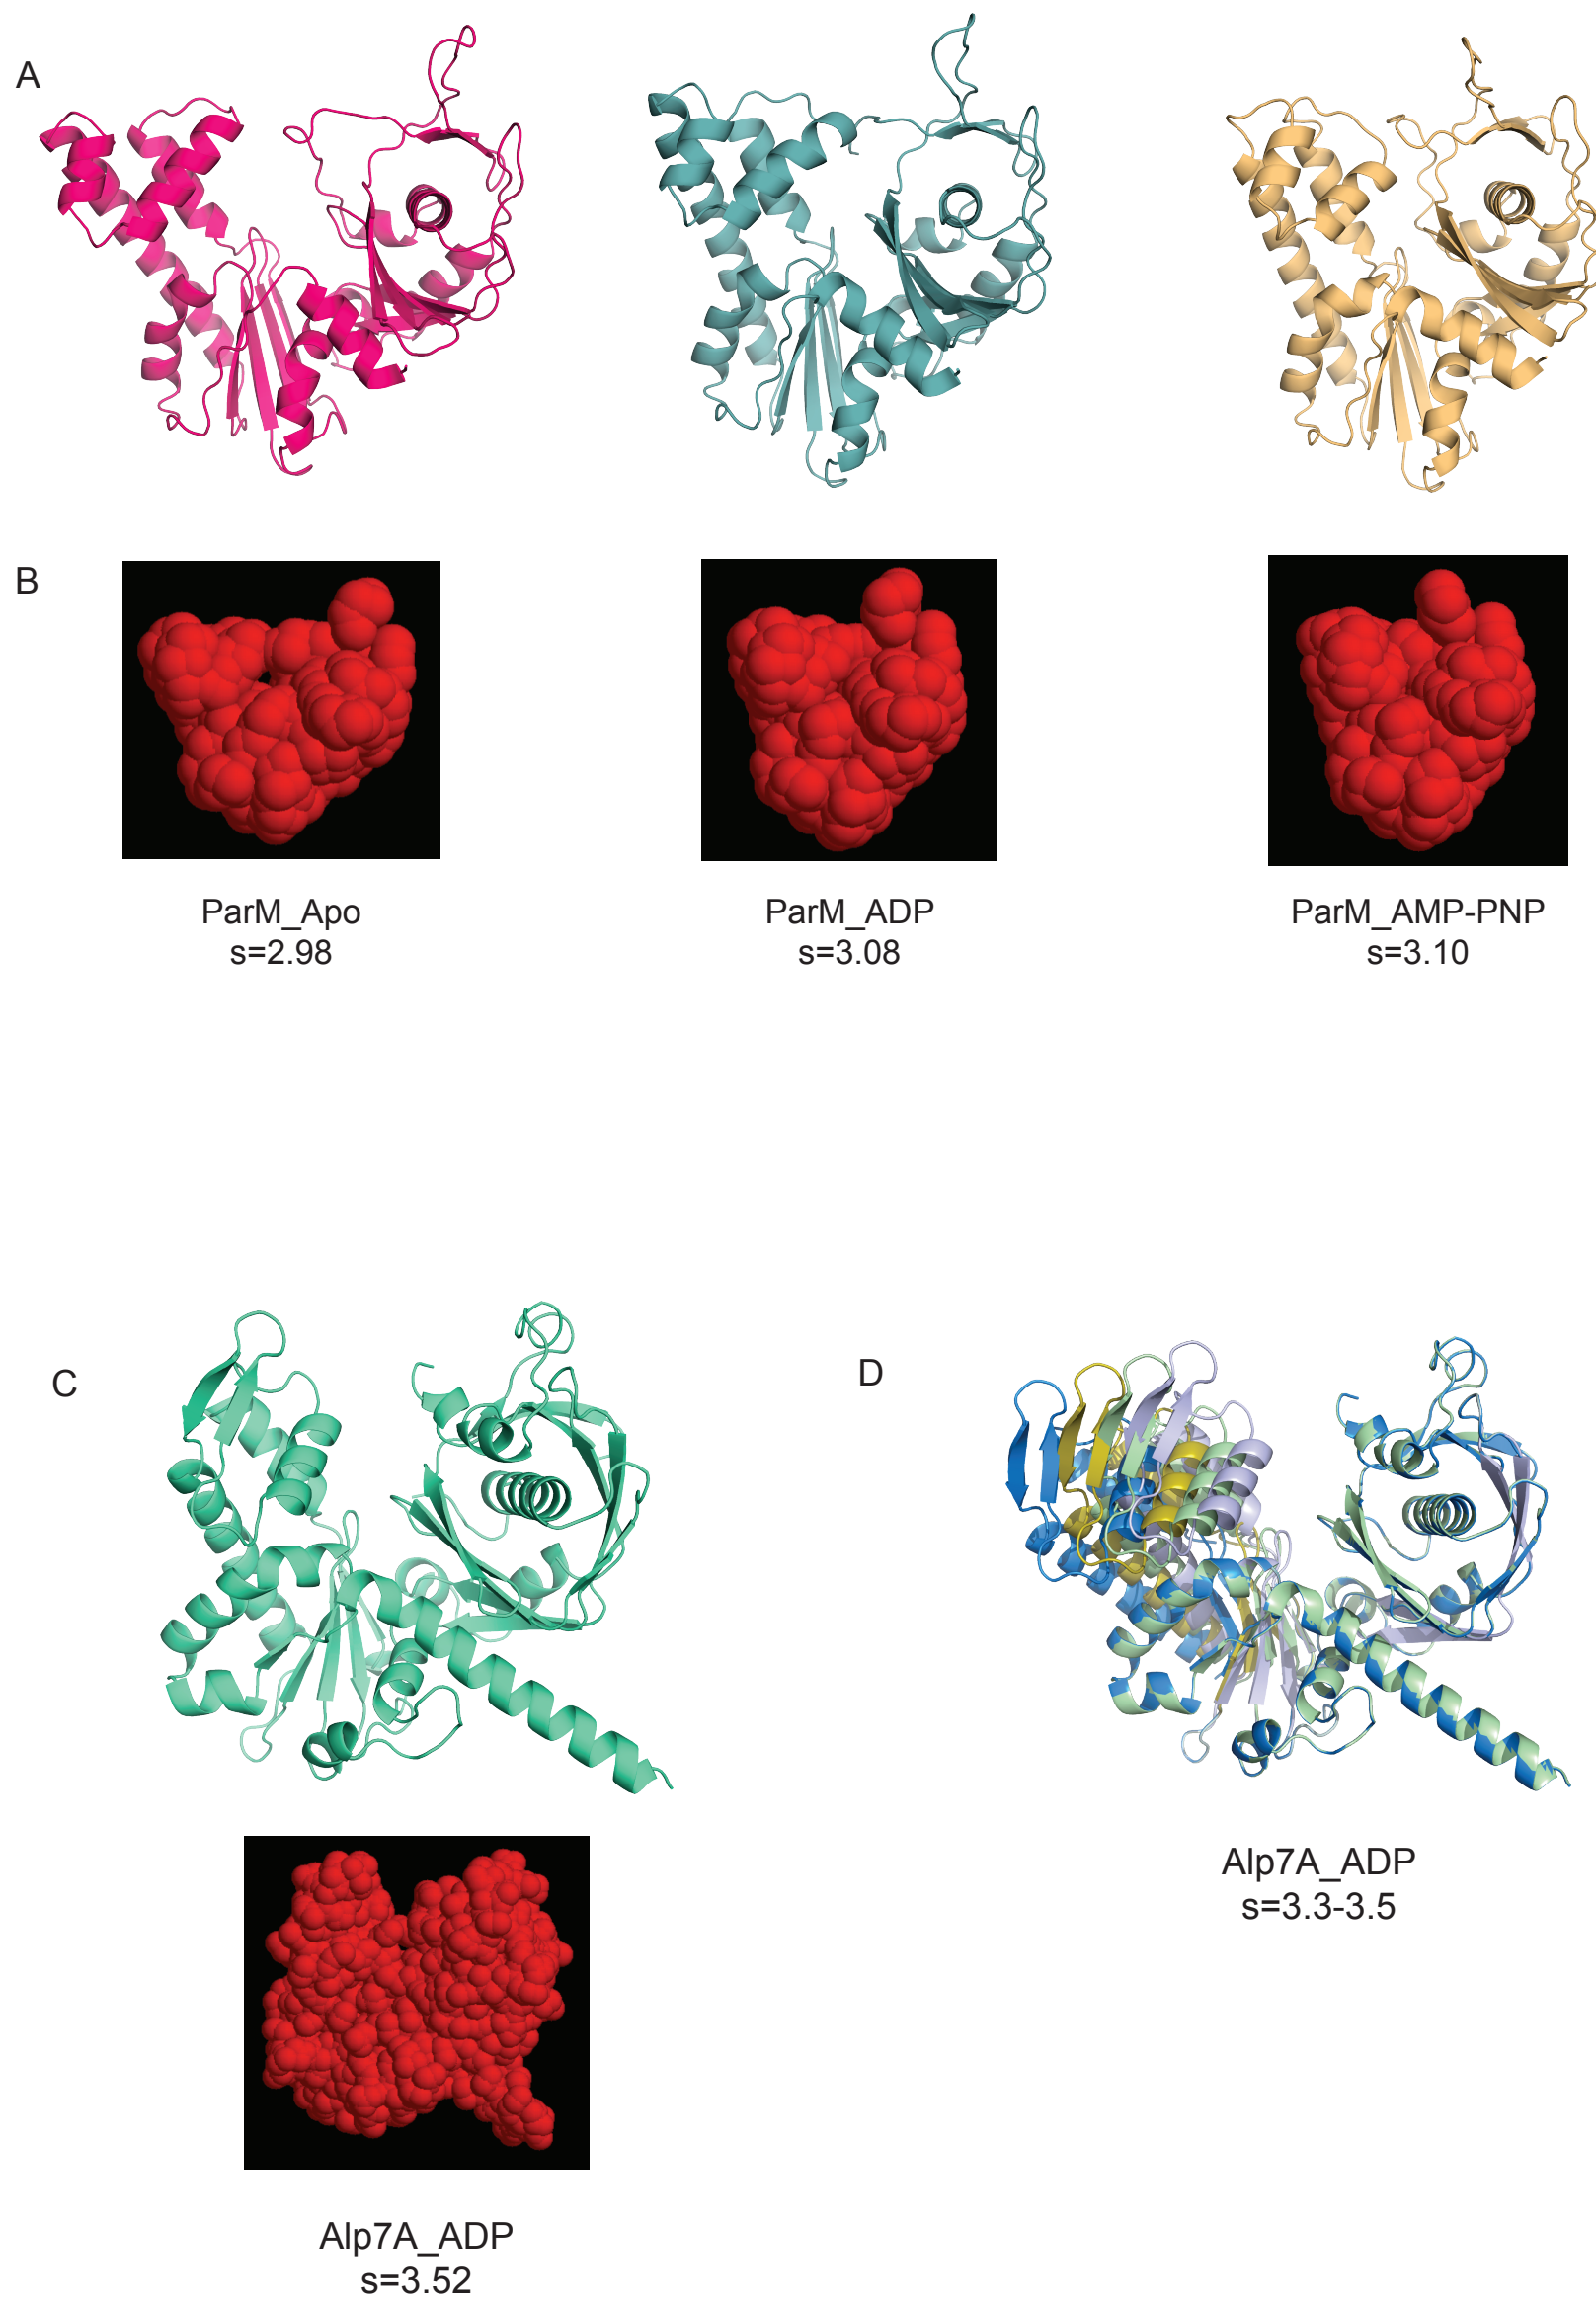 A
B
ParM_Apo
s=2.98
ParM_ADP
s=3.08
ParM_AMP-PNP
s=3.10
C
D
Alp7A_ADP
s=3.3-3.5
Alp7A_ADP
s=3.52